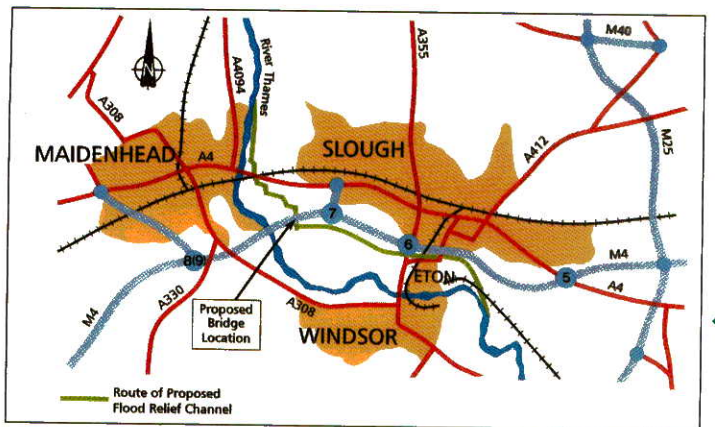 N
A308
MAIDENHEAD
A4
A4094
River Thames
SLOUGH
A355
A412
M40
M25
7
6
8(9)
M4
A330
Proposed
Bridge
Location
A308
WINDSOR
ETON
5
M4
A4
Route of Proposed
Flood Relief Channel